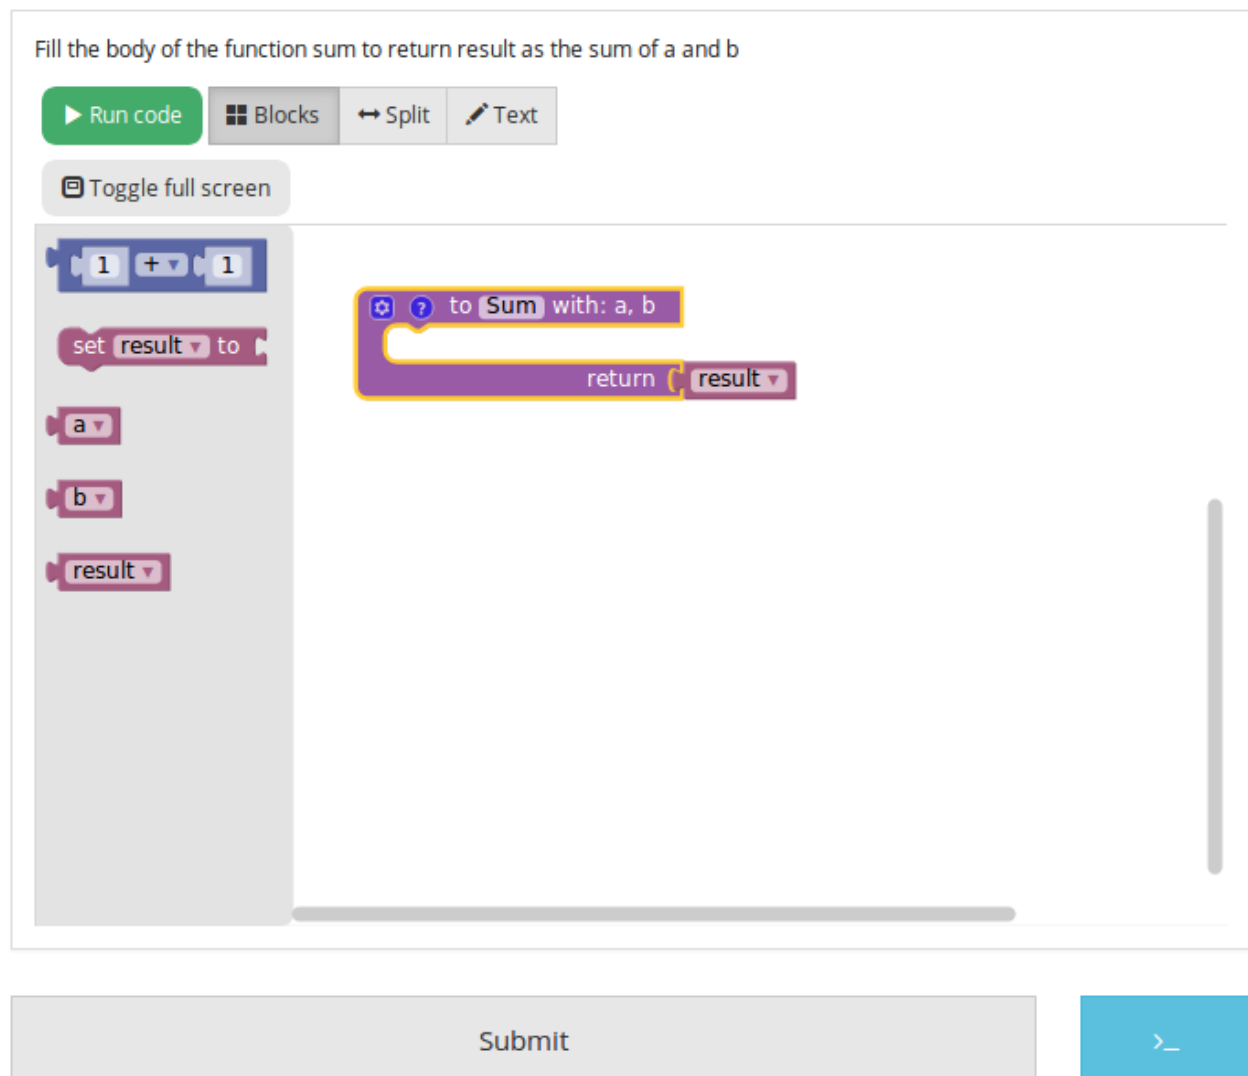 Fill the body of the function sum to return result as the sum of a and b
Run code Blocks Split Text
Toggle full screen
1 + 1
to Sum with: a, b
set result to
return result
a
b
result
Submit
>_